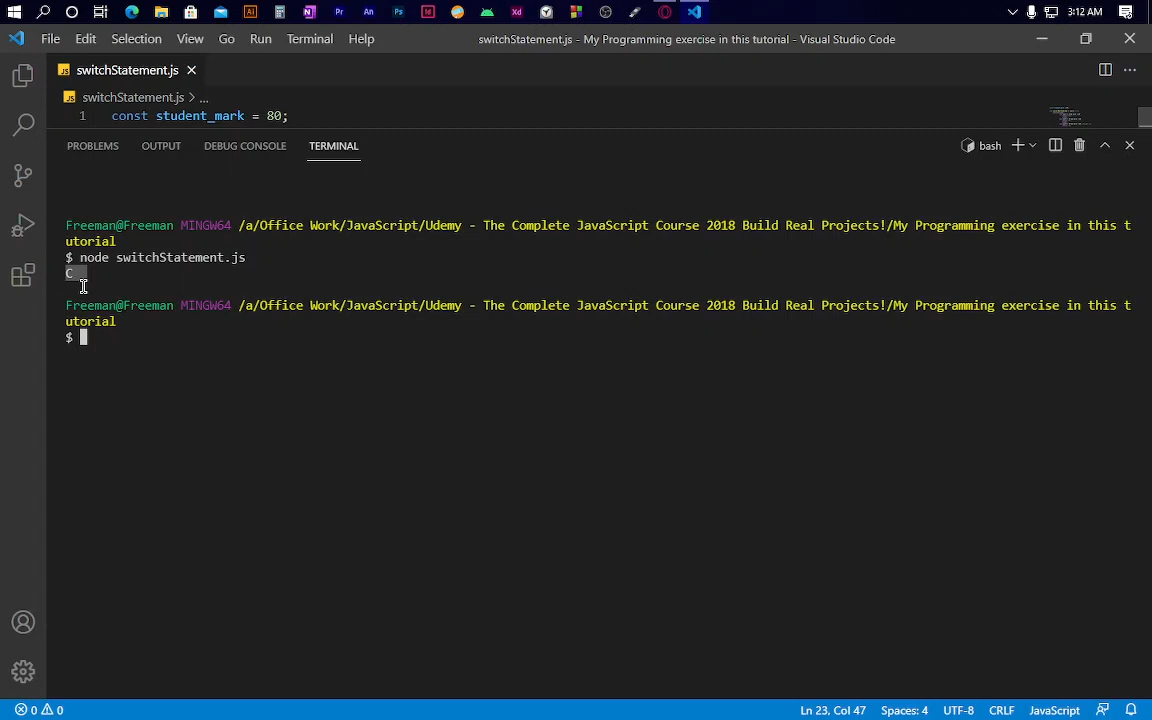 3:12 AM
File Edit Selection View Go Run Terminal Help switchStatement.js - My Programming exercise in this tutorial - Visual Studio Code
JS switchStatement.js
JS switchStatement.js > ...
1 const student_mark = 80;
PROBLEMS OUTPUT DEBUG CONSOLE TERMINAL bash
Freeman@Freeman MINGW64 /a/Office Work/JavaScript/Udemy - The Complete JavaScript Course 2018 Build Real Projects!/My Programming exercise in this t
utorial
$ node switchStatement.js
C
Freeman@Freeman MINGW64 /a/Office Work/JavaScript/Udemy - The Complete JavaScript Course 2018 Build Real Projects!/My Programming exercise in this t
utorial
$
0 0 Ln 23, Col 47 Spaces: 4 UTF-8 CRLF JavaScript